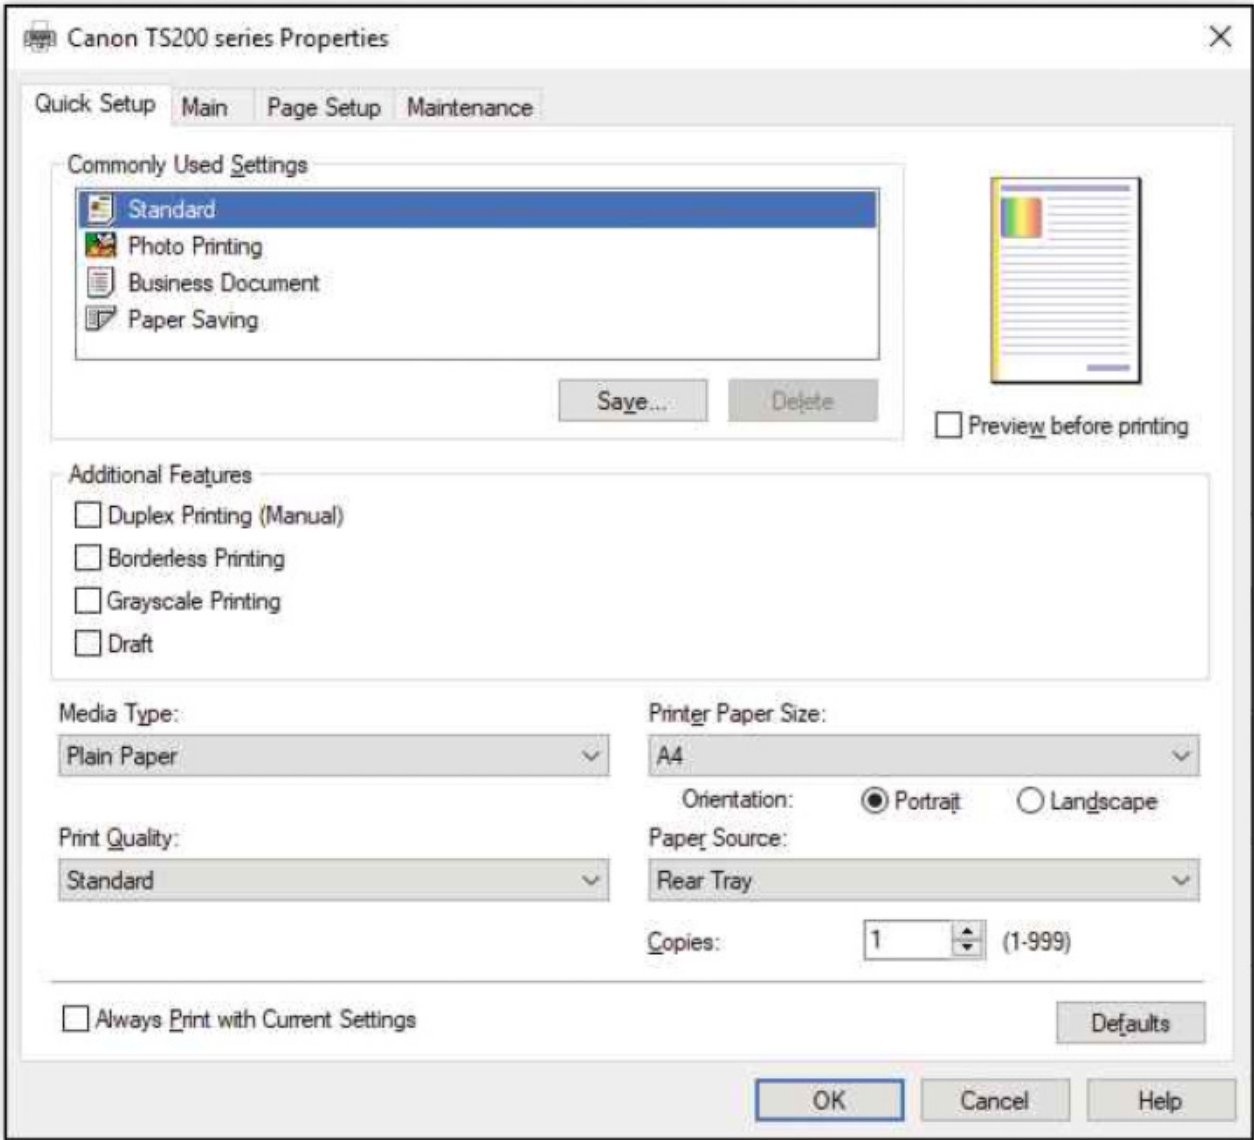 Canon TS200 series Properties
Quick Setup Main Page Setup Maintenance
Commonly Used Settings
Standard
Photo Printing
Business Document
Paper Saving
Save... Delete
Preview before printing
Additional Features
Duplex Printing (Manual)
Borderless Printing
Grayscale Printing
Draft
Media Type: Printer Paper Size:
Plain Paper A4
Orientation: Portrait Landscape
Print Quality: Paper Source:
Standard Rear Tray
Copies: 1 (1-999)
Always Print with Current Settings Defaults
OK Cancel Help